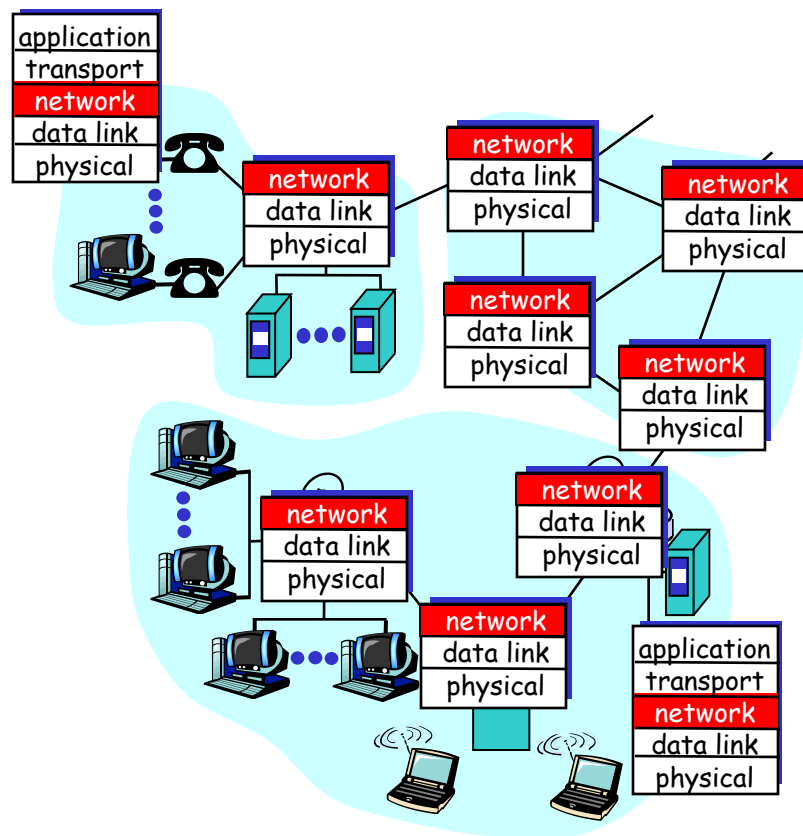 application
transport
network
data link
physical
network
data link
physical
network
data link
physical
network
data link
physical
network
data link
physical
network
data link
physical
network
data link
physical
network
data link
physical
network
data link
physical
application
transport
network
data link
physical